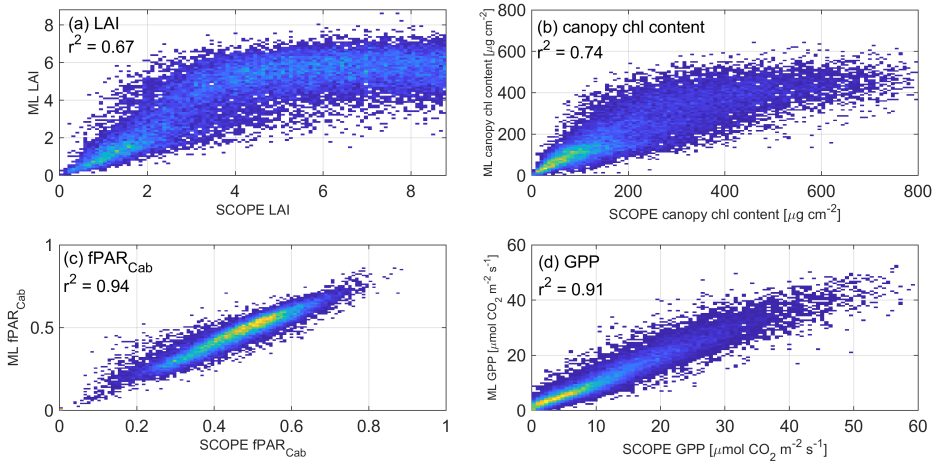 (a) LAI
r² = 0.67
ML LAI
8
6
4
2
0
0 2 4 6 8
SCOPE LAI
(b) canopy chl content
r² = 0.74
ML canopy chl content [μg cm⁻²]
800
600
400
200
0
0 200 400 600 800
SCOPE canopy chl content [μg cm⁻²]
(c) fPAR_Cab
r² = 0.94
ML fPAR_Cab
1
0.5
0
0 0.2 0.4 0.6 0.8 1
SCOPE fPAR_Cab
(d) GPP
r² = 0.91
ML GPP [μmol CO₂ m⁻² s⁻¹]
60
40
20
0
0 10 20 30 40 50 60
SCOPE GPP [μmol CO₂ m⁻² s⁻¹]